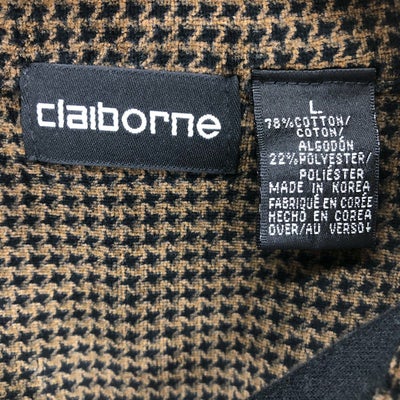 claiborne
L
78%COTTON/
COTON/
ALGODÓN
22%POLYESTER/
POLIÉSTER
MADE IN KOREA
FABRIQUÉ EN CORÉE
HECHO EN COREA
OVER/AU VERSO+